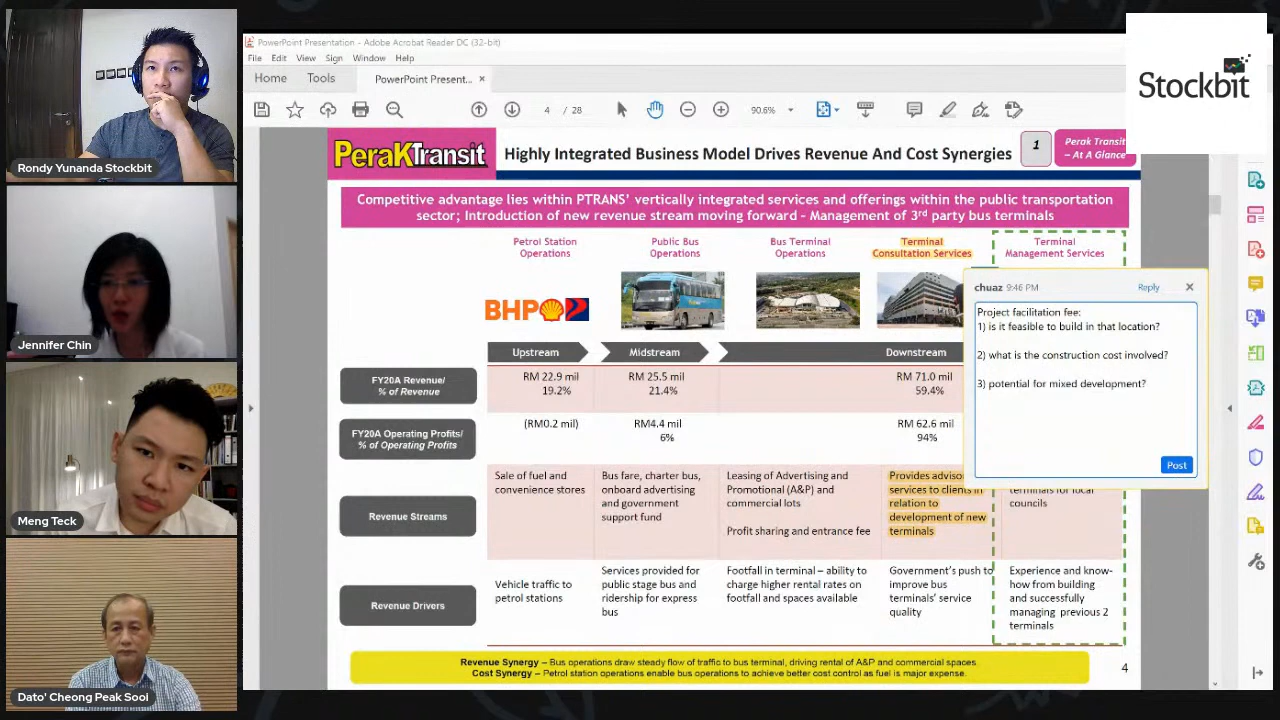 Rondy Yunanda Stockbit
Jennifer Chin
Meng Teck
Dato' Cheong Peak Sooi
PowerPoint Presentation - Adobe Acrobat Reader DC (32-bit)
File Edit View Sign Window Help
Home Tools PowerPoint Present... ×
4 / 28 90.6%
Stockbit
PeraKTransit
Highly Integrated Business Model Drives Revenue And Cost Synergies
1
Perak Transit
– At A Glance
Competitive advantage lies within PTRANS' vertically integrated services and offerings within the public transportation
sector; Introduction of new revenue stream moving forward - Management of 3rd party bus terminals
Petrol Station
Operations
Public Bus
Operations
Bus Terminal
Operations
Terminal
Consultation Services
Terminal
Management Services
BHP
Upstream Midstream Downstream
FY20A Revenue/
% of Revenue
RM 22.9 mil
19.2%
RM 25.5 mil
21.4%
RM 71.0 mil
59.4%
FY20A Operating Profits/
% of Operating Profits
(RM0.2 mil)
RM4.4 mil
6%
RM 62.6 mil
94%
Revenue Streams
Sale of fuel and
convenience stores
Bus fare, charter bus,
onboard advertising
and government
support fund
Leasing of Advertising and
Promotional (A&P) and
commercial lots
Profit sharing and entrance fee
Provides advisor
services to clients in
relation to
development of new
terminals
terminals for local
councils
Revenue Drivers
Vehicle traffic to
petrol stations
Services provided for
public stage bus and
ridership for express
bus
Footfall in terminal – ability to
charge higher rental rates on
footfall and spaces available
Government's push to
improve bus
terminals' service
quality
Experience and know-
how from building
and successfully
managing previous 2
terminals
Revenue Synergy – Bus operations draw steady flow of traffic to bus terminal, driving rental of A&P and commercial spaces.
Cost Synergy – Petrol station operations enable bus operations to achieve better cost control as fuel is major expense.
4
chuaz 9:46 PM Reply ×
Project facilitation fee:
1) is it feasible to build in that location?
2) what is the construction cost involved?
3) potential for mixed development?
Post